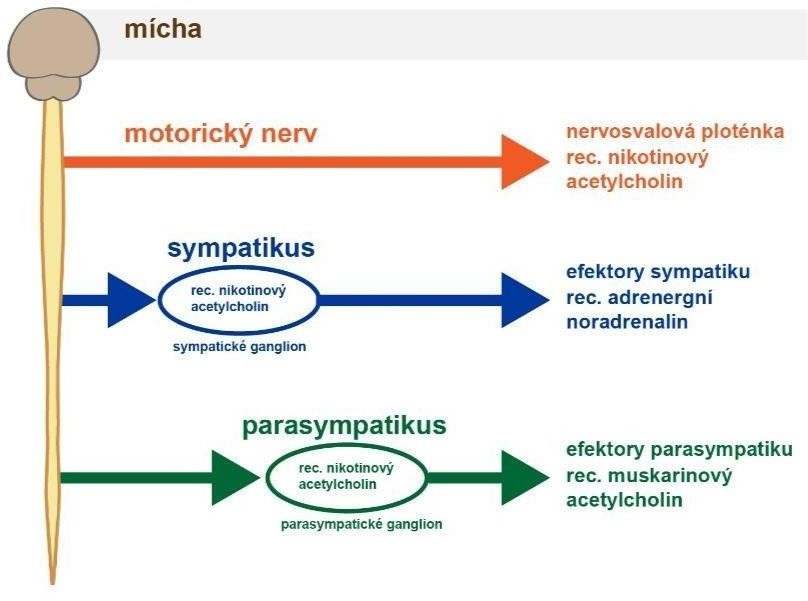 mícha
motorický nerv
nervosvalová ploténka
rec. nikotinový
acetylcholin
sympatikus
rec. nikotinový
acetylcholin
sympatické ganglion
efektory sympatiku
rec. adrenergní
noradrenalin
parasympatikus
rec. nikotinový
acetylcholin
parasympatické ganglion
efektory parasympatiku
rec. muskarinový
acetylcholin